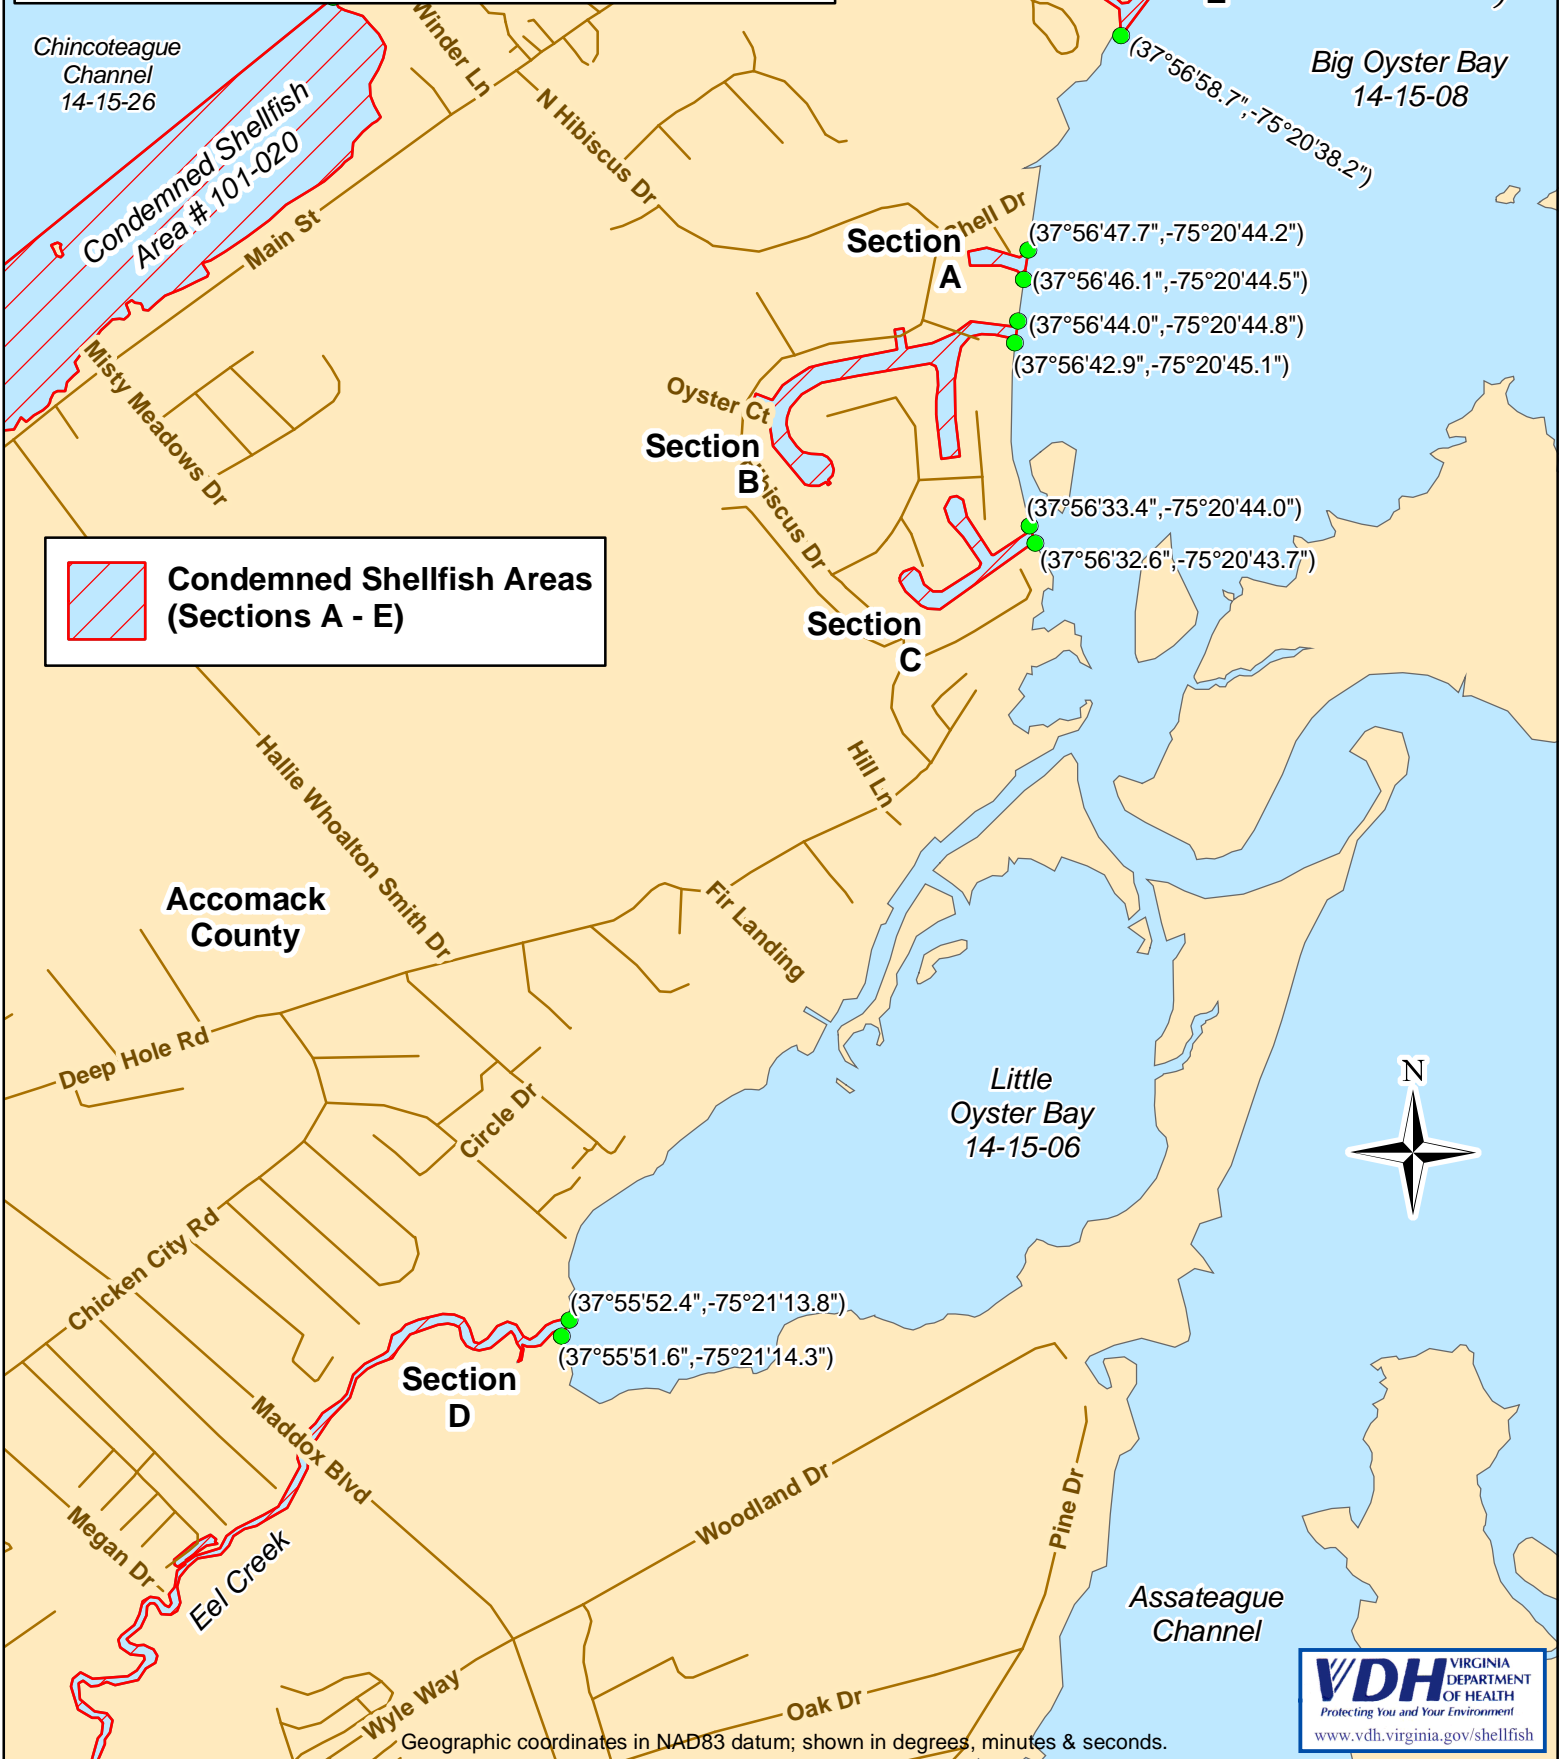 Chincoteague
Channel
14-15-26
Winder Ln
(37°56'58.7",-75°20'38.2")
Big Oyster Bay
14-15-08
Condemned Shellfish
Area # 101-020
N Hibiscus Dr
Main St
Shell Dr
Section
A
(37°56'47.7",-75°20'44.2")
(37°56'46.1",-75°20'44.5")
(37°56'44.0",-75°20'44.8")
(37°56'42.9",-75°20'45.1")
Misty Meadows Dr
Oyster Ct
Section
B
Hibiscus Dr
(37°56'33.4",-75°20'44.0")
(37°56'32.6",-75°20'43.7")
Condemned Shellfish Areas
(Sections A - E)
Section
C
Hallie Whoalton Smith Dr
Hill Ln
Accomack
County
Fir Landing
Deep Hole Rd
Circle Dr
Little
Oyster Bay
14-15-06
N
Chicken City Rd
(37°55'52.4",-75°21'13.8")
(37°55'51.6",-75°21'14.3")
Section
D
Maddox Blvd
Woodland Dr
Pine Dr
Megan Dr
Eel Creek
Assateague
Channel
Wyle Way
Oak Dr
VDH VIRGINIA
DEPARTMENT
OF HEALTH
Protecting You and Your Environment
www.vdh.virginia.gov/shellfish
Geographic coordinates in NAD83 datum; shown in degrees, minutes & seconds.